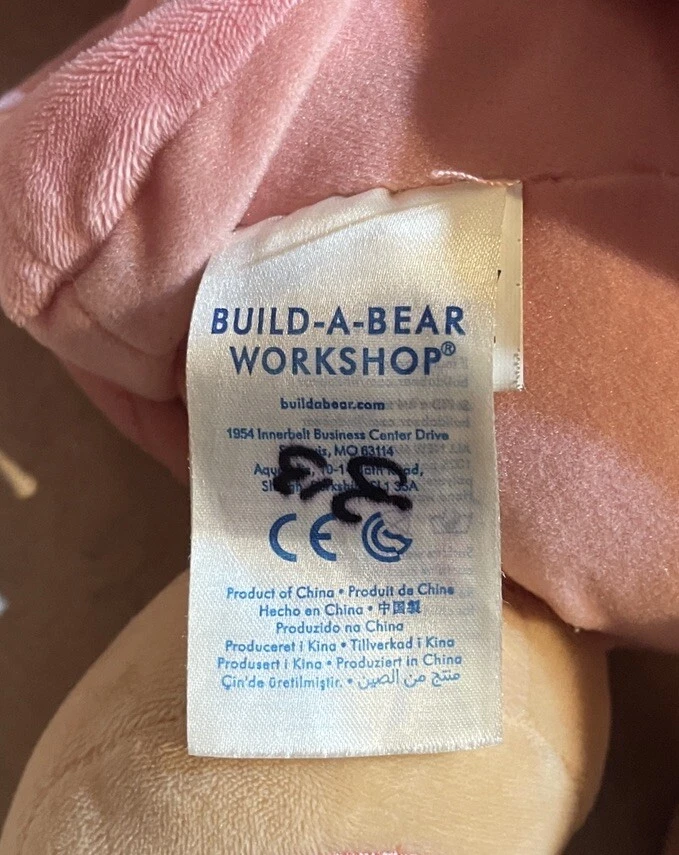 BUILD-A-BEAR
WORKSHOP®
buildabear.com
1954 Innerbelt Business Center Drive
MO 63114
Product of China • Produit de Chine
Hecho en China • 中国製
Produzido na China
Produceret i Kina • Tillverkad i Kina
Produsert i Kina • Produziert in China
Çin'de üretilmiştir. • منتج من الصين